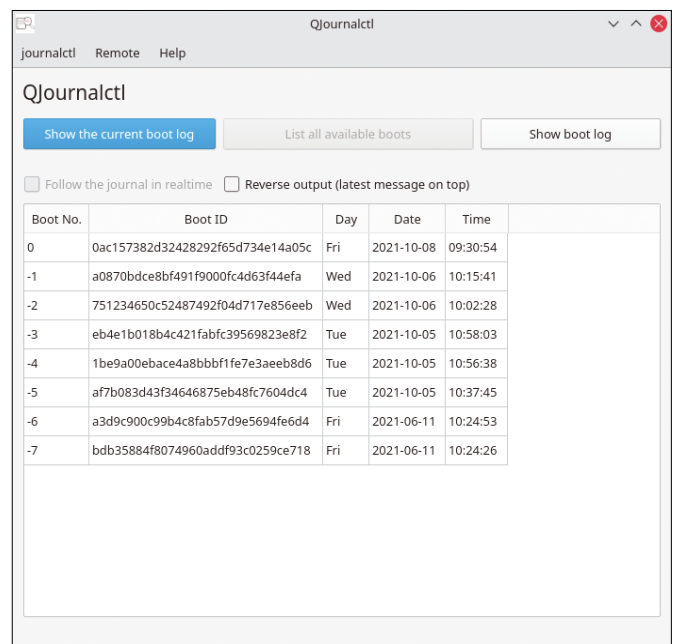 QJournalctl
journalctl Remote Help
QJournalctl
Show the current boot log List all available boots Show boot log
Follow the journal in realtime Reverse output (latest message on top)
Boot No. Boot ID Day Date Time
0 0ac157382d32428292f65d734e14a05c Fri 2021-10-08 09:30:54
-1 a0870bdce8bf491f9000fc4d63f44efa Wed 2021-10-06 10:15:41
-2 751234650c52487492f04d717e856eeb Wed 2021-10-06 10:02:28
-3 eb4e1b018b4c421fabfc39569823e8f2 Tue 2021-10-05 10:58:03
-4 1be9a00ebace4a8bbbf1fe7e3aeeb8d6 Tue 2021-10-05 10:56:38
-5 af7b083d43f34646875eb48fc7604dc4 Tue 2021-10-05 10:37:45
-6 a3d9c900c99b4c8fab57d9e5694fe6d4 Fri 2021-06-11 10:24:53
-7 bdb35884f8074960addf93c0259ce718 Fri 2021-06-11 10:24:26